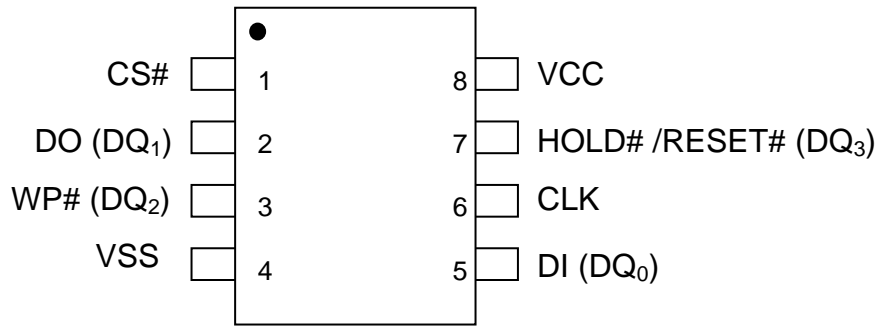 CS# 1 8 VCC
DO (DQ₁) 2 7 HOLD# /RESET# (DQ₃)
WP# (DQ₂) 3 6 CLK
VSS 4 5 DI (DQ₀)